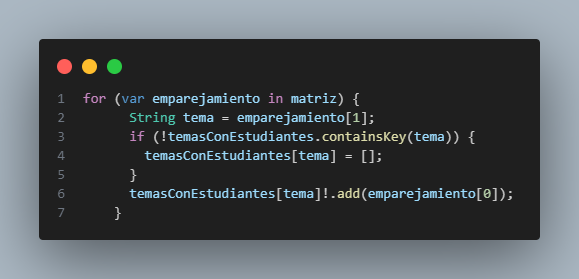 1 for (var emparejamiento in matriz) {
2 String tema = emparejamiento[1];
3 if (!temasConEstudiantes.containsKey(tema)) {
4 temasConEstudiantes[tema] = [];
5 }
6 temasConEstudiantes[tema]!.add(emparejamiento[0]);
7 }